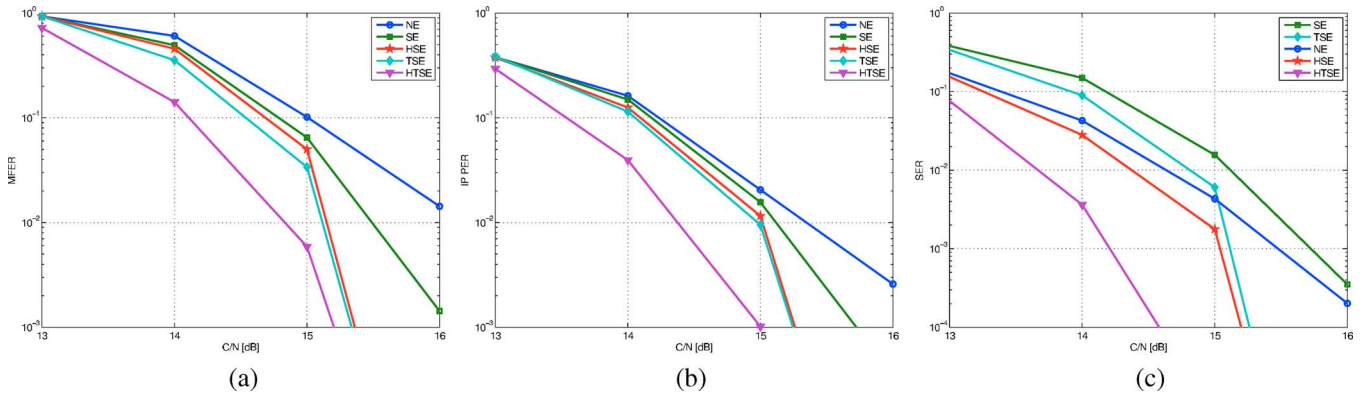 10^0
10^-1
10^-2
10^-3
MFER
13
14
15
16
C/N [dB]
NE
SE
HSE
TSE
HTSE
(a)
10^0
10^-1
10^-2
10^-3
IP PER
13
14
15
16
C/N [dB]
NE
SE
HSE
TSE
HTSE
(b)
10^0
10^-1
10^-2
10^-3
10^-4
SER
13
14
15
16
C/N [dB]
SE
TSE
NE
HSE
HTSE
(c)